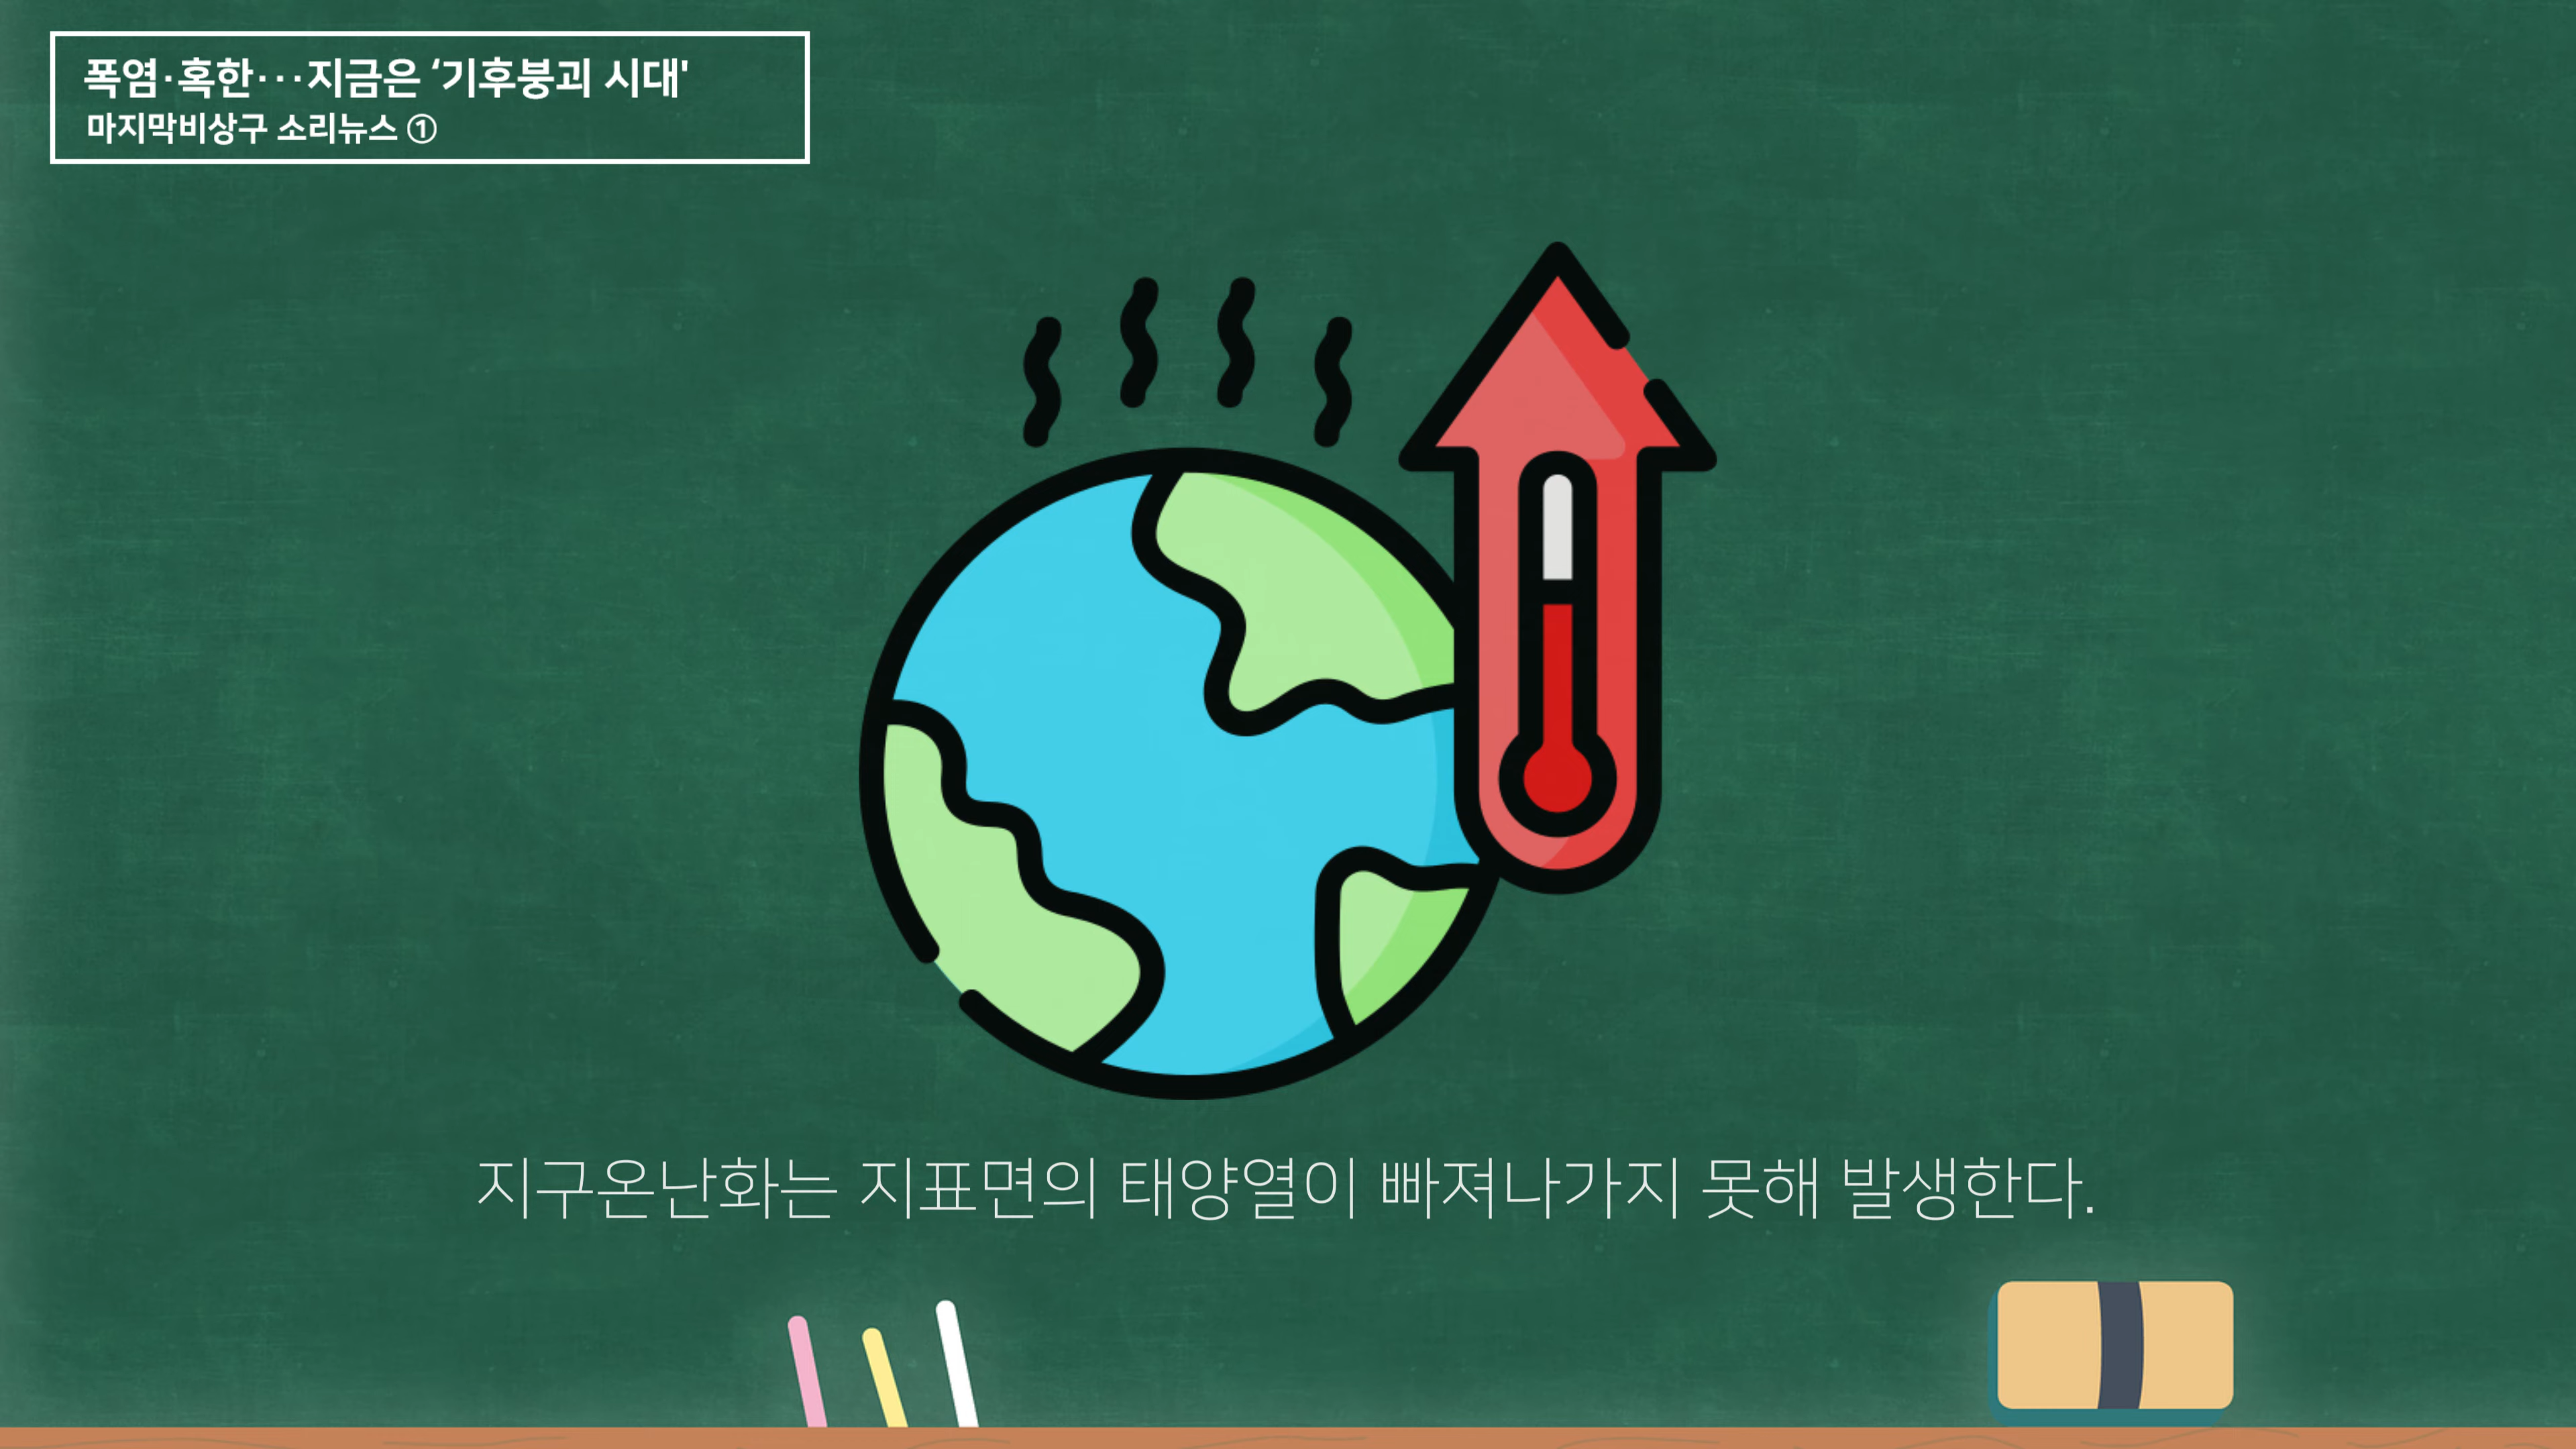 폭염·혹한···지금은 ‘기후붕괴 시대'
마지막비상구 소리뉴스 ①
지구온난화는 지표면의 태양열이 빠져나가지 못해 발생한다.